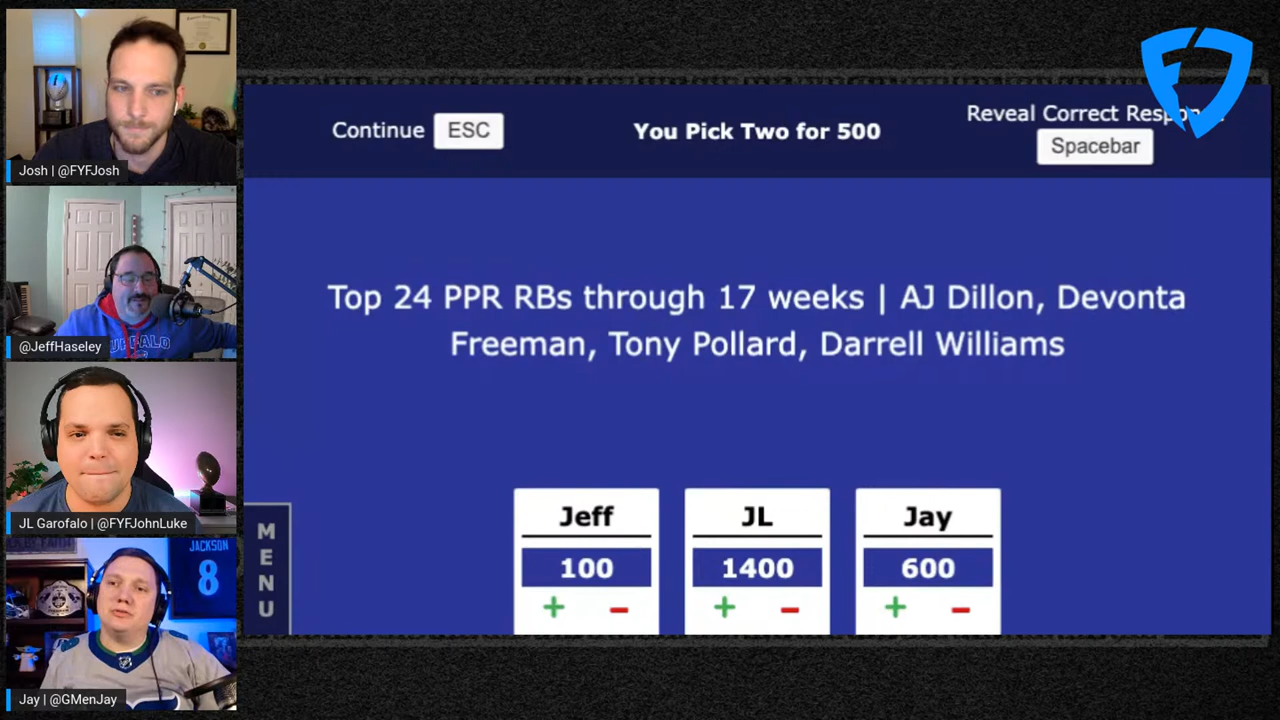 Josh | @FYFJosh
@JeffHaseley
JL Garofalo | @FYFJohnLuke
JACKSON
8
Jay | @GMenJay
Continue ESC
You Pick Two for 500
Reveal Correct
Spacebar
Top 24 PPR RBs through 17 weeks | AJ Dillon, Devonta
Freeman, Tony Pollard, Darrell Williams
MENU
Jeff
100
+ −
JL
1400
+ −
Jay
600
+ −